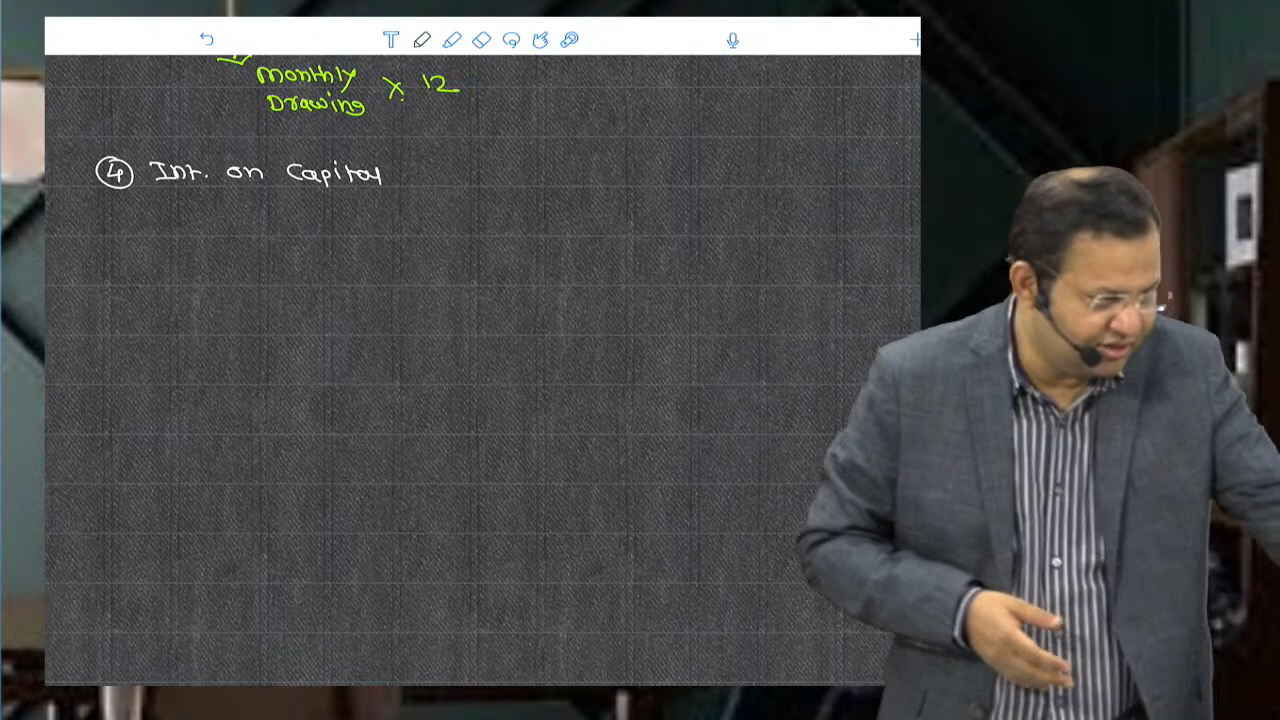 Monthly
Drawing × 12
④ Int. on Capital